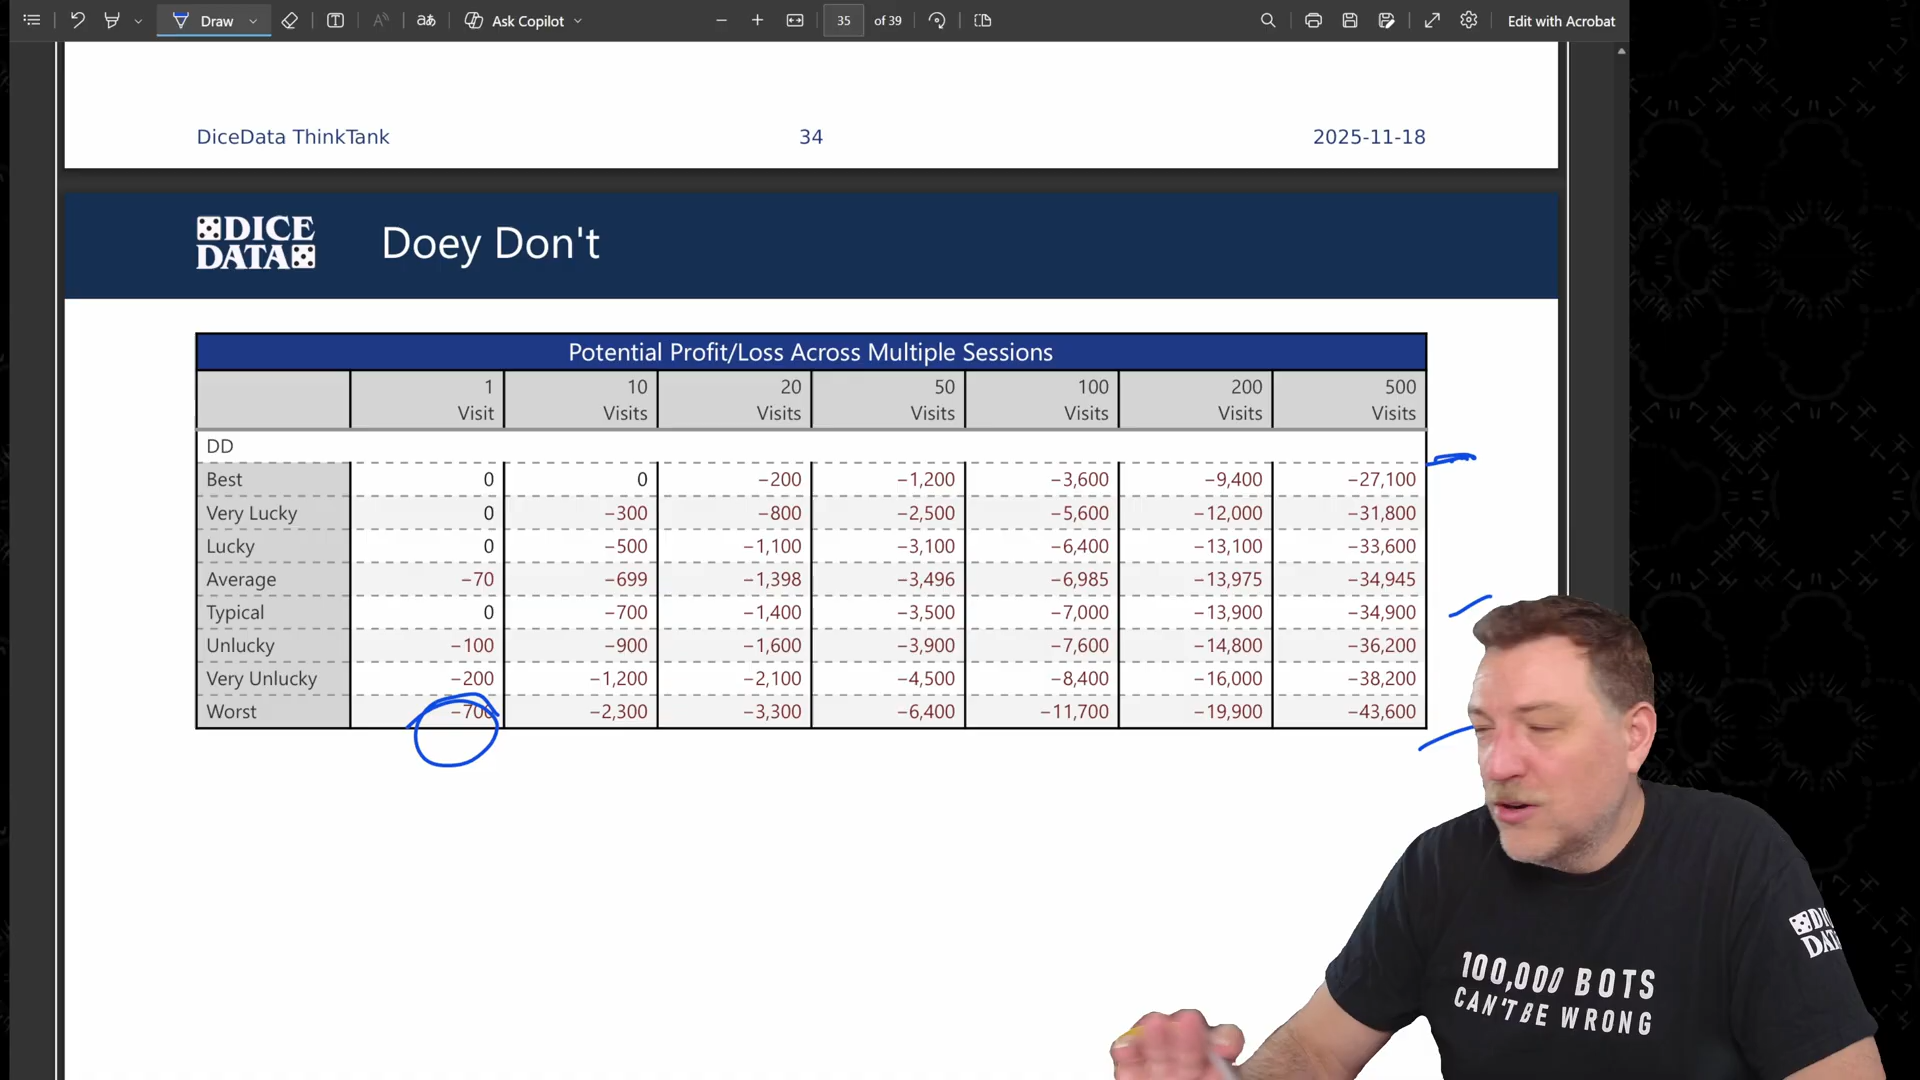 Draw
aあ
Ask Copilot
35 of 39
Edit with Acrobat
DiceData ThinkTank 34 2025-11-18
DICE
DATA
Doey Don't
Potential Profit/Loss Across Multiple Sessions
1 Visit 10 Visits 20 Visits 50 Visits 100 Visits 200 Visits 500 Visits
DD
Best 0 0 −200 −1,200 −3,600 −9,400 −27,100
Very Lucky 0 −300 −800 −2,500 −5,600 −12,000 −31,800
Lucky 0 −500 −1,100 −3,100 −6,400 −13,100 −33,600
Average −70 −699 −1,398 −3,496 −6,985 −13,975 −34,945
Typical 0 −700 −1,400 −3,500 −7,000 −13,900 −34,900
Unlucky −100 −900 −1,600 −3,900 −7,600 −14,800 −36,200
Very Unlucky −200 −1,200 −2,100 −4,500 −8,400 −16,000 −38,200
Worst −700 −2,300 −3,300 −6,400 −11,700 −19,900 −43,600
100,000 BOTS
CAN'T BE WRONG